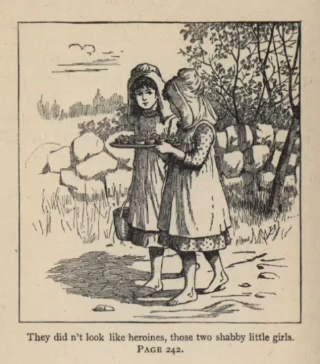 They did n't look like heroines, those two shabby little girls.
PAGE 242.